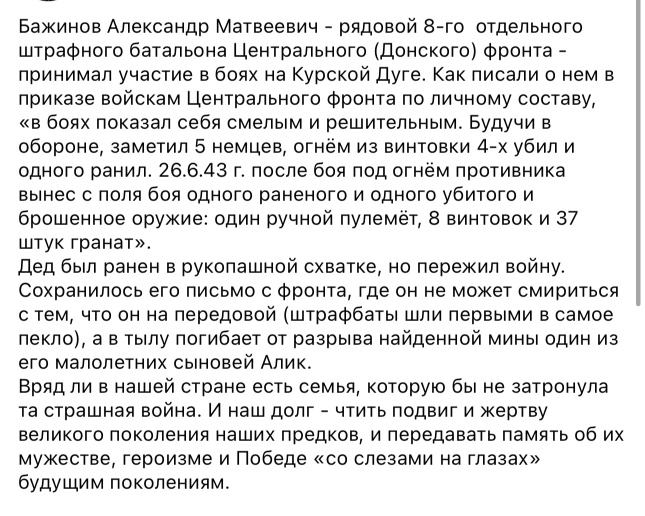 Бажинов Александр Матвеевич - рядовой 8-го  отдельного
штрафного батальона Центрального (Донского) фронта -
принимал участие в боях на Курской Дуге. Как писали о нем в
приказе войскам Центрального фронта по личному составу,
«в боях показал себя смелым и решительным. Будучи в
обороне, заметил 5 немцев, огнём из винтовки 4-х убил и
одного ранил. 26.6.43 г. после боя под огнём противника
вынес с поля боя одного раненого и одного убитого и
брошенное оружие: один ручной пулемёт, 8 винтовок и 37
штук гранат».
Дед был ранен в рукопашной схватке, но пережил войну.
Сохранилось его письмо с фронта, где он не может смириться
с тем, что он на передовой (штрафбаты шли первыми в самое
пекло), а в тылу погибает от разрыва найденной мины один из
его малолетних сыновей Алик.
Вряд ли в нашей стране есть семья, которую бы не затронула
та страшная война. И наш долг - чтить подвиг и жертву
великого поколения наших предков, и передавать память об их
мужестве, героизме и Победе «со слезами на глазах»
будущим поколениям.